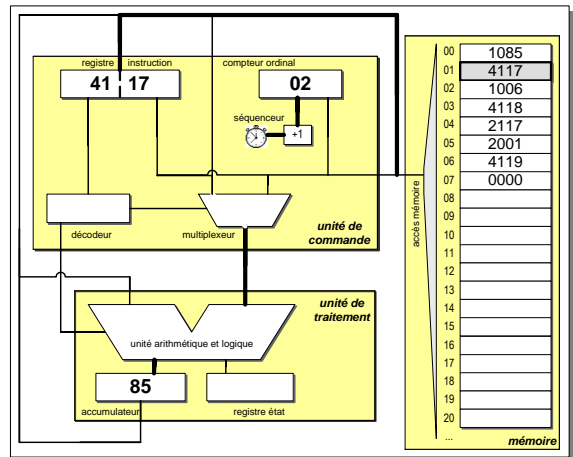 registre instruction
41 17
compteur ordinal
02
séquenceur
+1
décodeur
multiplexeur
unité de
commande
unité de
traitement
unité arithmétique et logique
85
accumulateur
registre état
accès mémoire
00 1085
01 4117
02 1006
03 4118
04 2117
05 2001
06 4119
07 0000
08
09
10
11
12
13
14
15
16
17
18
19
20
...
mémoire